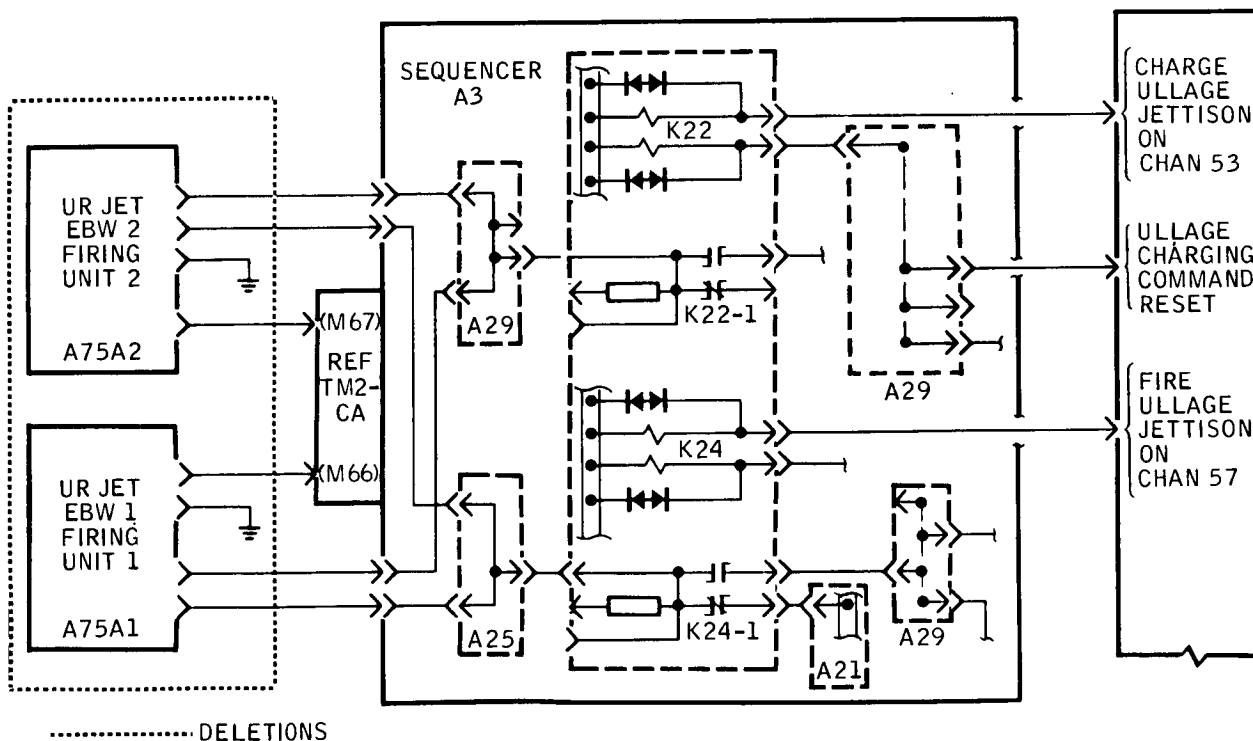 SEQUENCER
A3
UR JET
EBW 2
FIRING
UNIT 2
A75A2
UR JET
EBW 1
FIRING
UNIT 1
A75A1
(M67)
REF
TM2-
CA
(M66)
A29
A25
K22
K22-1
K24
K24-1
A29
A21
A29
CHARGE
ULLAGE
JETTISON
ON
CHAN 53
ULLAGE
CHARGING
COMMAND
RESET
FIRE
ULLAGE
JETTISON
ON
CHAN 57
DELETIONS